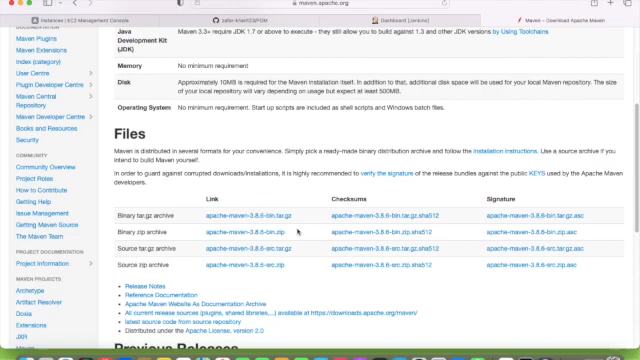 maven.apache.org
Instances | EC2 Management Console
zafer-khan123/POM
Dashboard [Jenkins]
Maven – Download Apache Maven
Documentation
Maven Plugins
Maven Extensions
Index (category)
User Centre
Plugin Developer Centre
Maven Central
Repository
Maven Developer Centre
Books and Resources
Security
COMMUNITY
Community Overview
Project Roles
How to Contribute
Getting Help
Issue Management
Getting Maven Source
The Maven Team
PROJECT DOCUMENTATION
Project Information
MAVEN PROJECTS
Archetype
Artifact Resolver
Doxia
Extensions
JXR
Java
Development Kit
(JDK)
Maven 3.3+ require JDK 1.7 or above to execute - they still allow you to build against 1.3 and other JDK versions by Using Toolchains
Memory
No minimum requirement
Disk
Approximately 10MB is required for the Maven installation itself. In addition to that, additional disk space will be used for your local Maven repository. The size
of your local repository will vary depending on usage but expect at least 500MB.
Operating System
No minimum requirement. Start up scripts are included as shell scripts and Windows batch files.
Files
Maven is distributed in several formats for your convenience. Simply pick a ready-made binary distribution archive and follow the installation instructions. Use a source archive if you
intend to build Maven yourself.
In order to guard against corrupted downloads/installations, it is highly recommended to verify the signature of the release bundles against the public KEYS used by the Apache Maven
developers.
Link Checksums Signature
Binary tar.gz archive apache-maven-3.8.6-bin.tar.gz apache-maven-3.8.6-bin.tar.gz.sha512 apache-maven-3.8.6-bin.tar.gz.asc
Binary zip archive apache-maven-3.8.6-bin.zip apache-maven-3.8.6-bin.zip.sha512 apache-maven-3.8.6-bin.zip.asc
Source tar.gz archive apache-maven-3.8.6-src.tar.gz apache-maven-3.8.6-src.tar.gz.sha512 apache-maven-3.8.6-src.tar.gz.asc
Source zip archive apache-maven-3.8.6-src.zip apache-maven-3.8.6-src.zip.sha512 apache-maven-3.8.6-src.zip.asc
Release Notes
Reference Documentation
Apache Maven Website As Documentation Archive
All current release sources (plugins, shared libraries,...) available at https://downloads.apache.org/maven/
latest source code from source repository
Distributed under the Apache License, version 2.0
Previous Releases